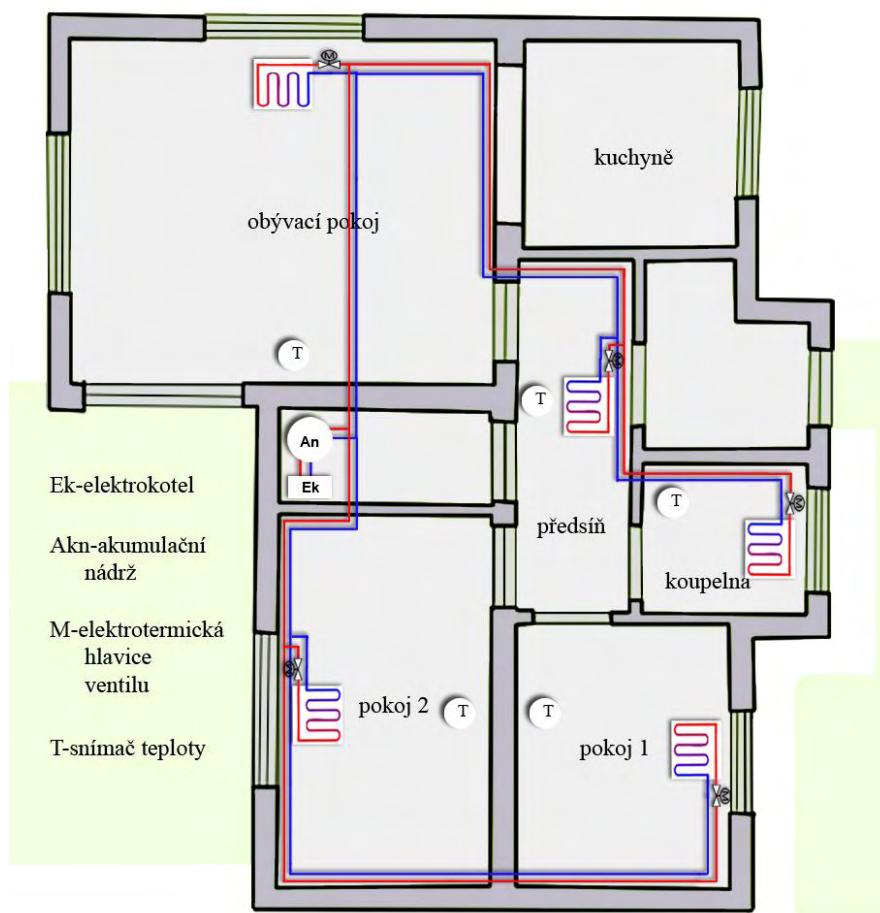 M
kuchyně
obývací pokoj
T
M
T
An
Ek
Ek-elektrokotel
T
M
předsíň
koupelna
Akn-akumulační
nádrž
M-elektrotermická
hlavice
ventilu
M
pokoj 2
T
T
T-snímač teploty
pokoj 1
M